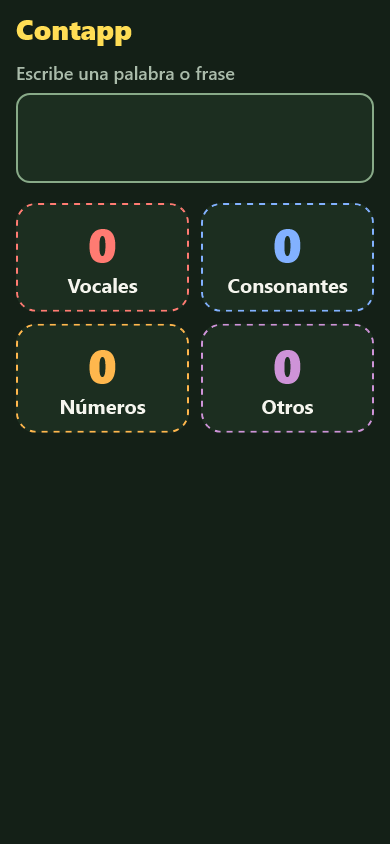 Contapp
Escribe una palabra o frase
0
Vocales
0
Consonantes
0
Números
0
Otros